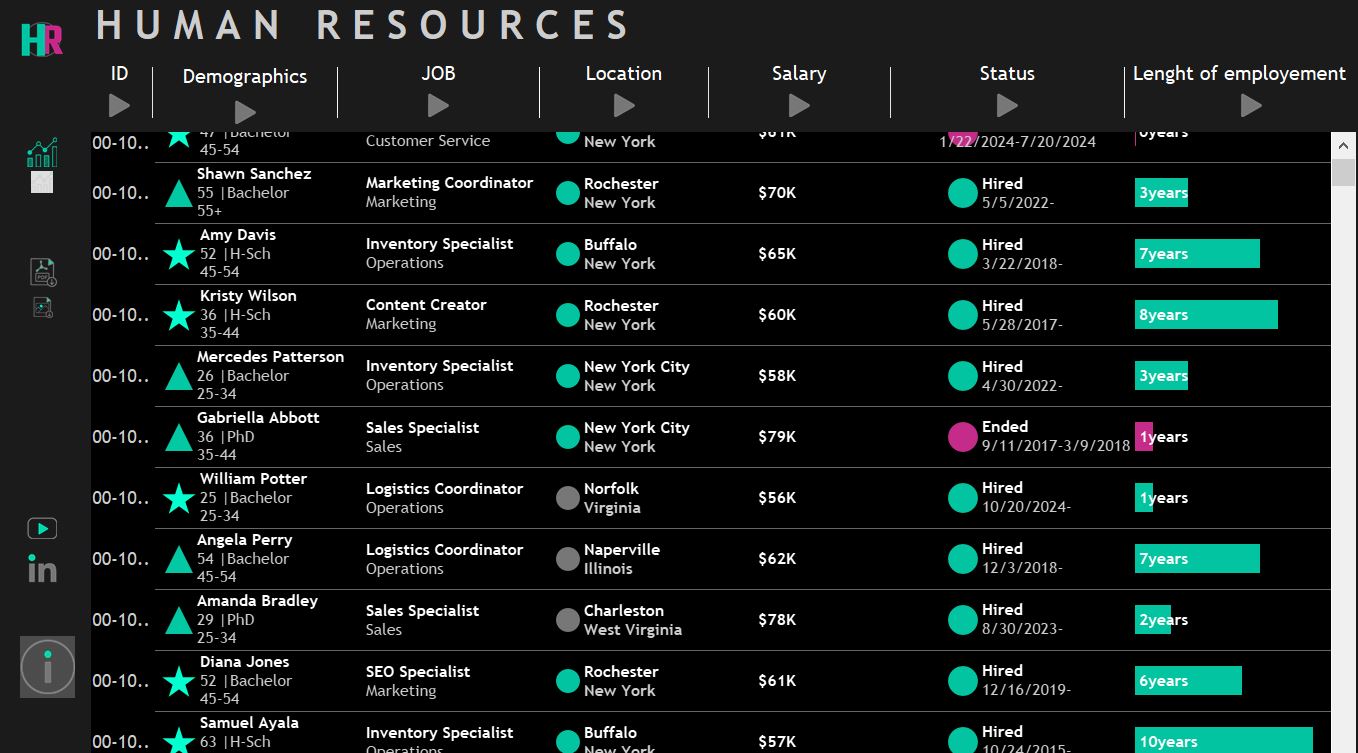 HR
HUMAN RESOURCES
ID
Demographics
JOB
Location
Salary
Status
Lenght of employement
00-10..
47 |Bachelor
45-54
Customer Service
New York
$61K
1/22/2024-7/20/2024
0years
00-10..
Shawn Sanchez
55 |Bachelor
55+
Marketing Coordinator
Marketing
Rochester
New York
$70K
Hired
5/5/2022-
3years
00-10..
Amy Davis
52 |H-Sch
45-54
Inventory Specialist
Operations
Buffalo
New York
$65K
Hired
3/22/2018-
7years
00-10..
Kristy Wilson
36 |H-Sch
35-44
Content Creator
Marketing
Rochester
New York
$60K
Hired
5/28/2017-
8years
00-10..
Mercedes Patterson
26 |Bachelor
25-34
Inventory Specialist
Operations
New York City
New York
$58K
Hired
4/30/2022-
3years
00-10..
Gabriella Abbott
36 |PhD
35-44
Sales Specialist
Sales
New York City
New York
$79K
Ended
9/11/2017-3/9/2018
1years
00-10..
William Potter
25 |Bachelor
25-34
Logistics Coordinator
Operations
Norfolk
Virginia
$56K
Hired
10/20/2024-
1years
00-10..
Angela Perry
54 |Bachelor
45-54
Logistics Coordinator
Operations
Naperville
Illinois
$62K
Hired
12/3/2018-
7years
00-10..
Amanda Bradley
29 |PhD
25-34
Sales Specialist
Sales
Charleston
West Virginia
$78K
Hired
8/30/2023-
2years
00-10..
Diana Jones
52 |Bachelor
45-54
SEO Specialist
Marketing
Rochester
New York
$61K
Hired
12/16/2019-
6years
00-10..
Samuel Ayala
63 |H-Sch
Inventory Specialist
Operations
Buffalo
New York
$57K
Hired
10/24/2015-
10years
PDF
in
i